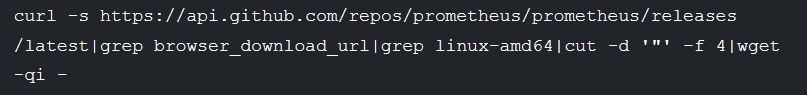 curl -s https://api.github.com/repos/prometheus/prometheus/releases
/latest|grep browser_download_url|grep linux-amd64|cut -d '"' -f 4|wget
-qi -